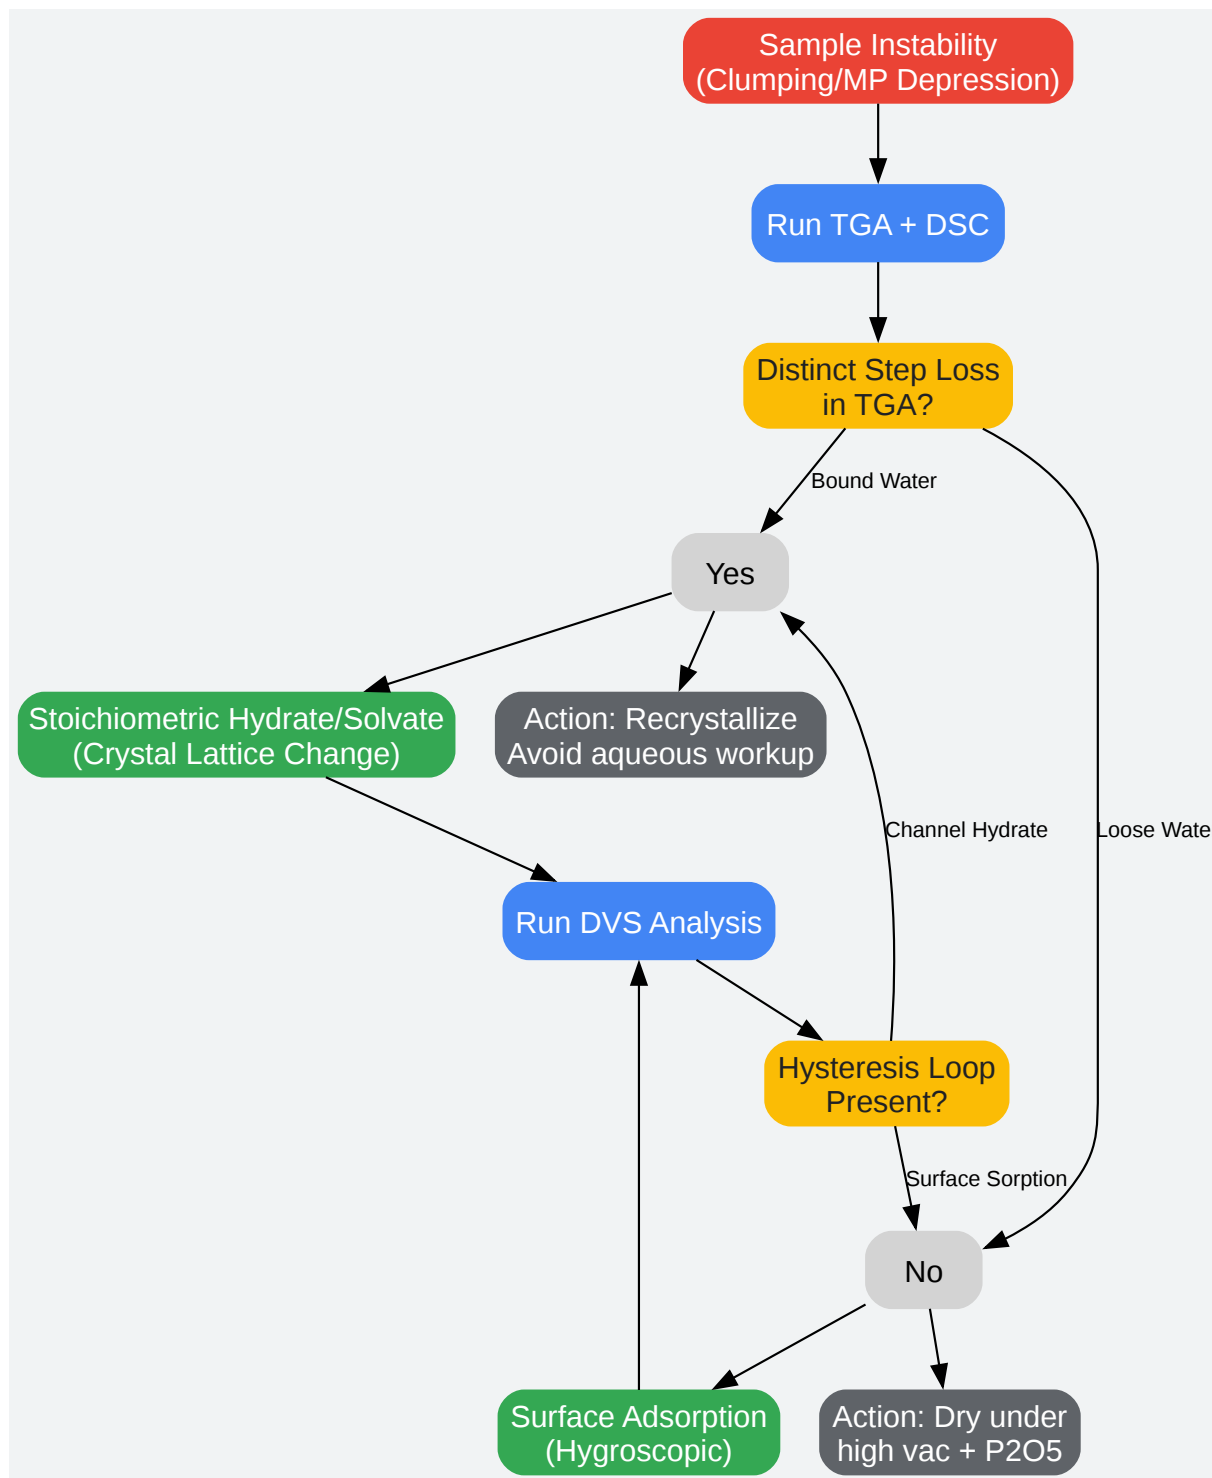 Sample Instability
(Clumping/MP Depression)
Run TGA + DSC
Distinct Step Loss
in TGA?
Bound Water
Yes
Stoichiometric Hydrate/Solvate
(Crystal Lattice Change)
Action: Recrystallize
Avoid aqueous workup
Channel Hydrate
Loose Wate
Run DVS Analysis
Hysteresis Loop
Present?
Surface Sorption
No
Surface Adsorption
(Hygroscopic)
Action: Dry under
high vac + P2O5